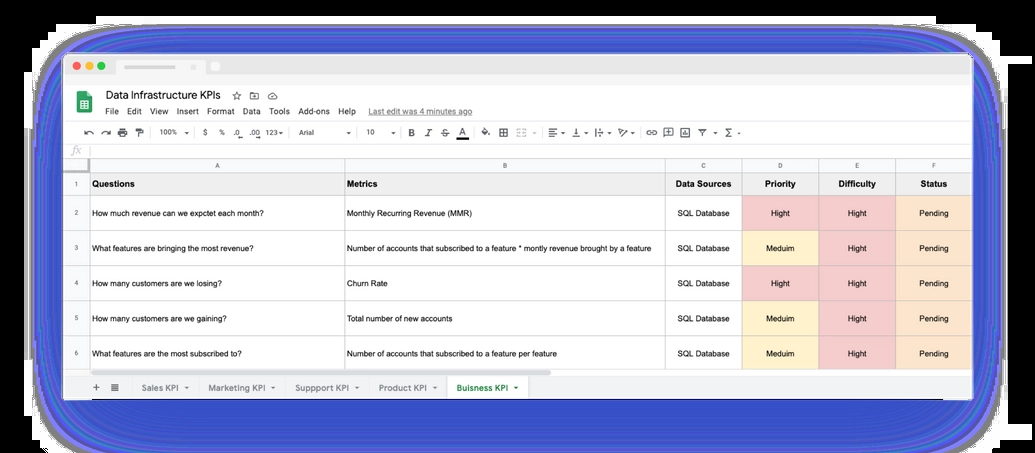 Data Infrastructure KPIs
File Edit View Insert Format Data Tools Add-ons Help Last edit was 4 minutes ago
100% $ % .0 .00 123 Arial 10 B I S A
fx
A B C D E F
1 Questions Metrics Data Sources Priority Difficulty Status
2 How much revenue can we expctet each month? Monthly Recurring Revenue (MMR) SQL Database Hight Hight Pending
3 What features are bringing the most revenue? Number of accounts that subscribed to a feature * montly revenue brought by a feature SQL Database Meduim Hight Pending
4 How many customers are we losing? Churn Rate SQL Database Hight Hight Pending
5 How many customers are we gaining? Total number of new accounts SQL Database Meduim Hight Pending
6 What features are the most subscribed to? Number of accounts that subscribed to a feature per feature SQL Database Meduim Hight Pending
Sales KPI Marketing KPI Suppport KPI Product KPI Buisness KPI